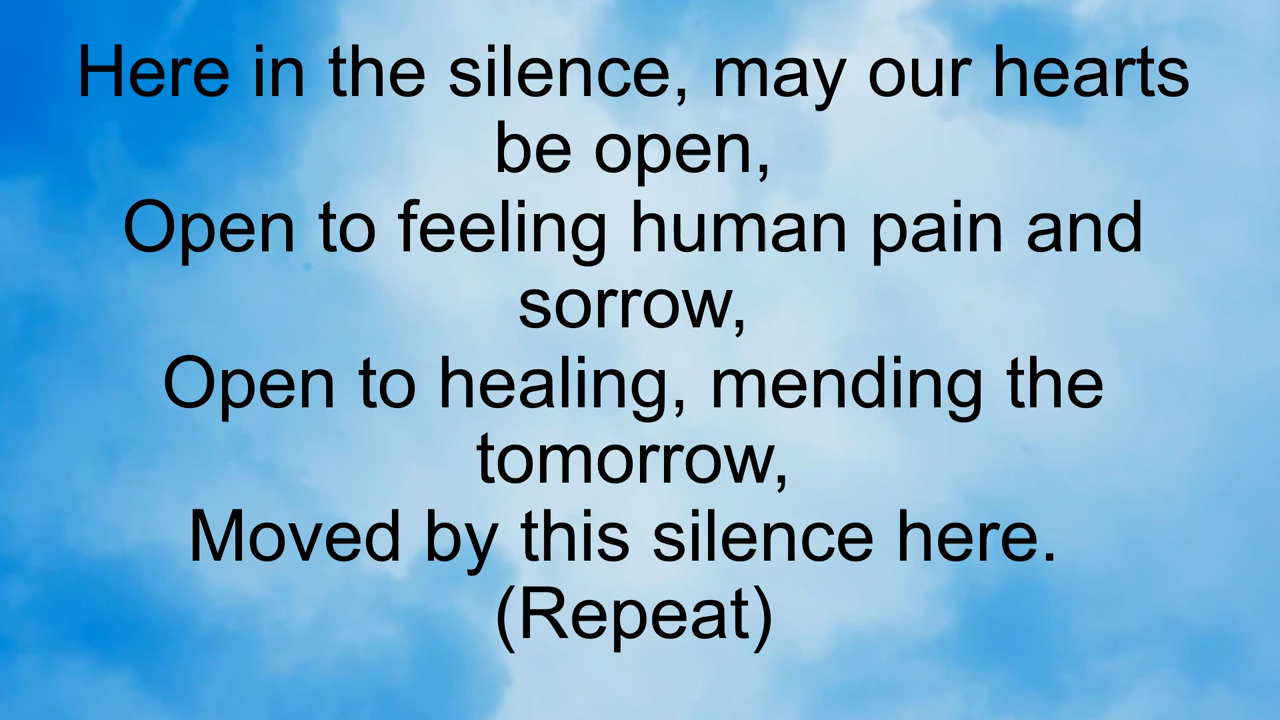 Here in the silence, may our hearts
be open,
Open to feeling human pain and
sorrow,
Open to healing, mending the
tomorrow,
Moved by this silence here.
(Repeat)